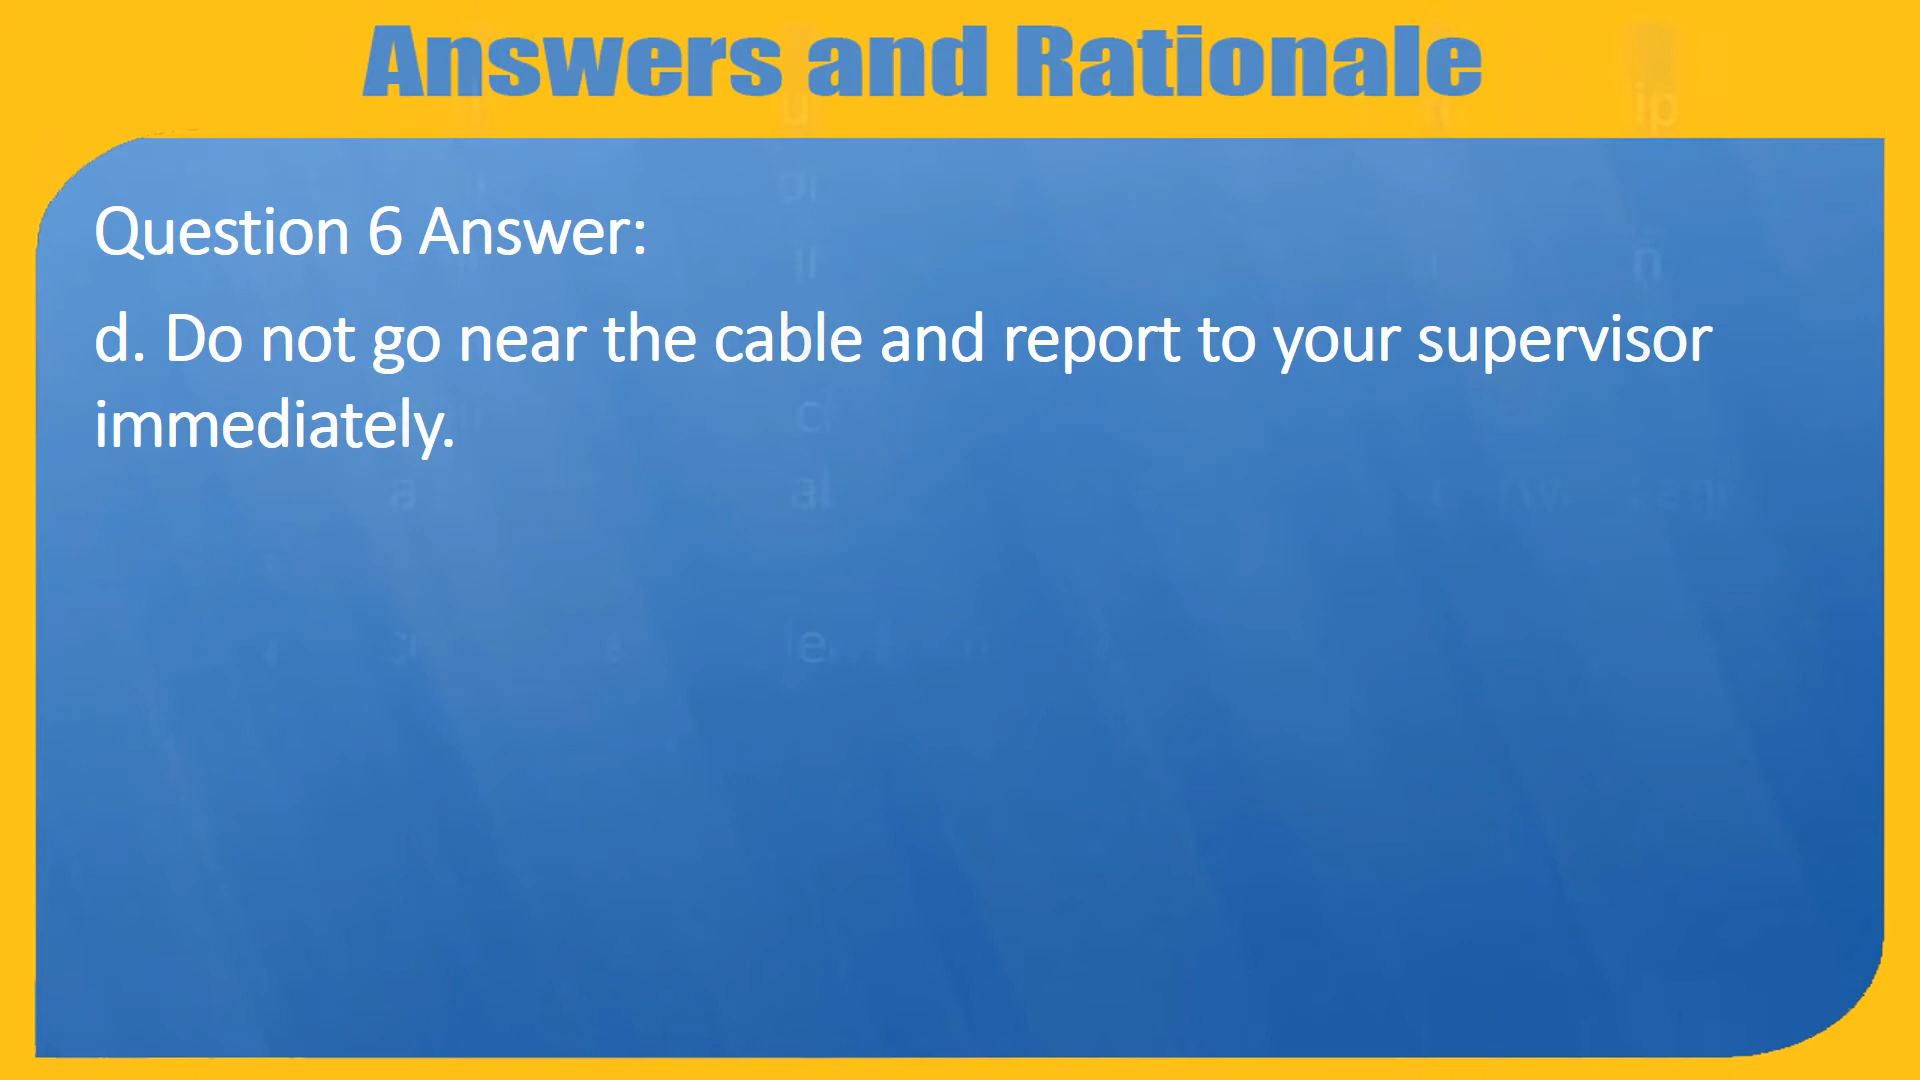 Answers and Rationale
Question 6 Answer:
d. Do not go near the cable and report to your supervisor
immediately.